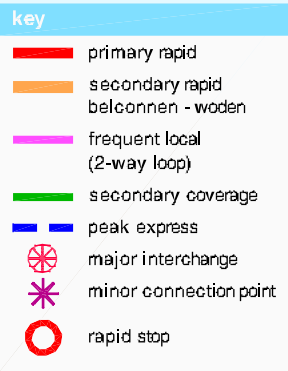 key
primary rapid
secondary rapid
belconnen - woden
frequent local
(2-way loop)
secondary coverage
peak express
major interchange
minor connection point
rapid stop